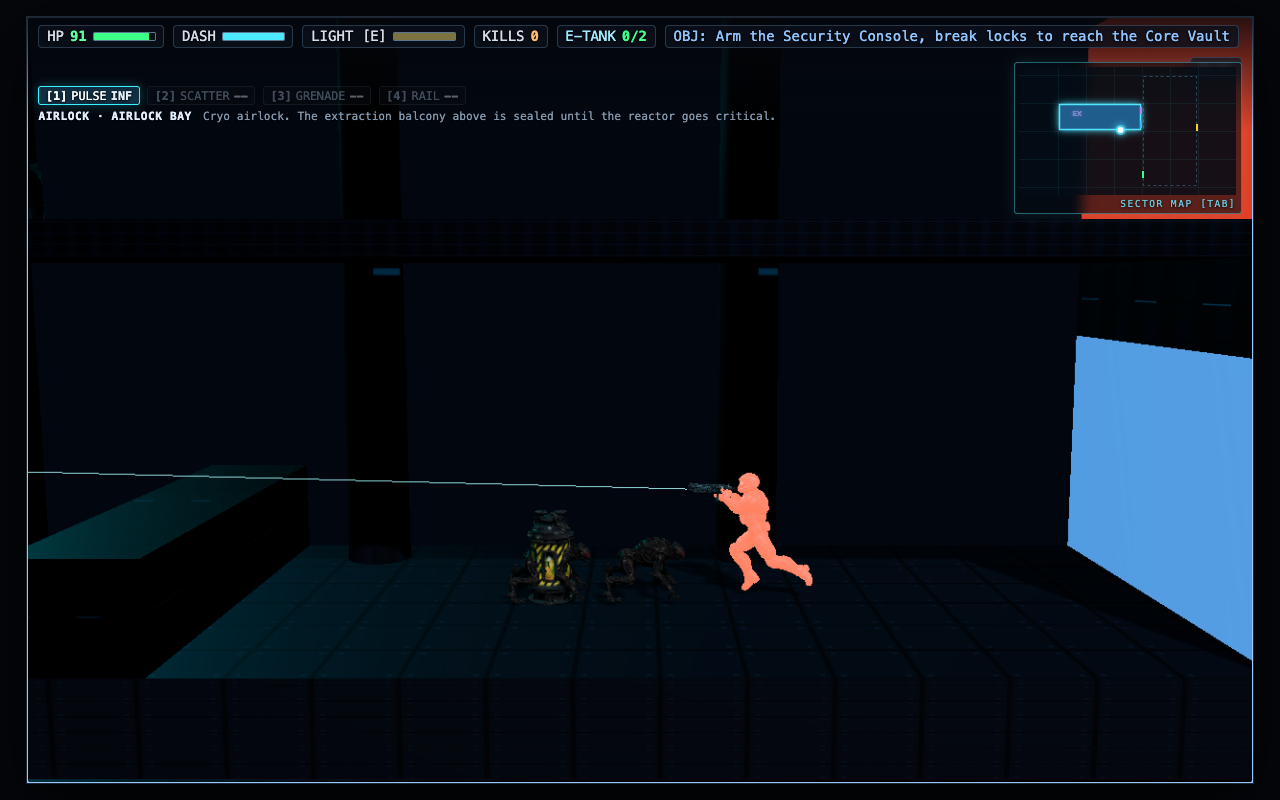 HP 91 DASH LIGHT [E] KILLS 0 E-TANK 0/2 OBJ: Arm the Security Console, break locks to reach the Core Vault
[1] PULSE INF [2] SCATTER —— [3] GRENADE —— [4] RAIL ——
AIRLOCK · AIRLOCK BAY Cryo airlock. The extraction balcony above is sealed until the reactor goes critical.
EX
SECTOR MAP [TAB]